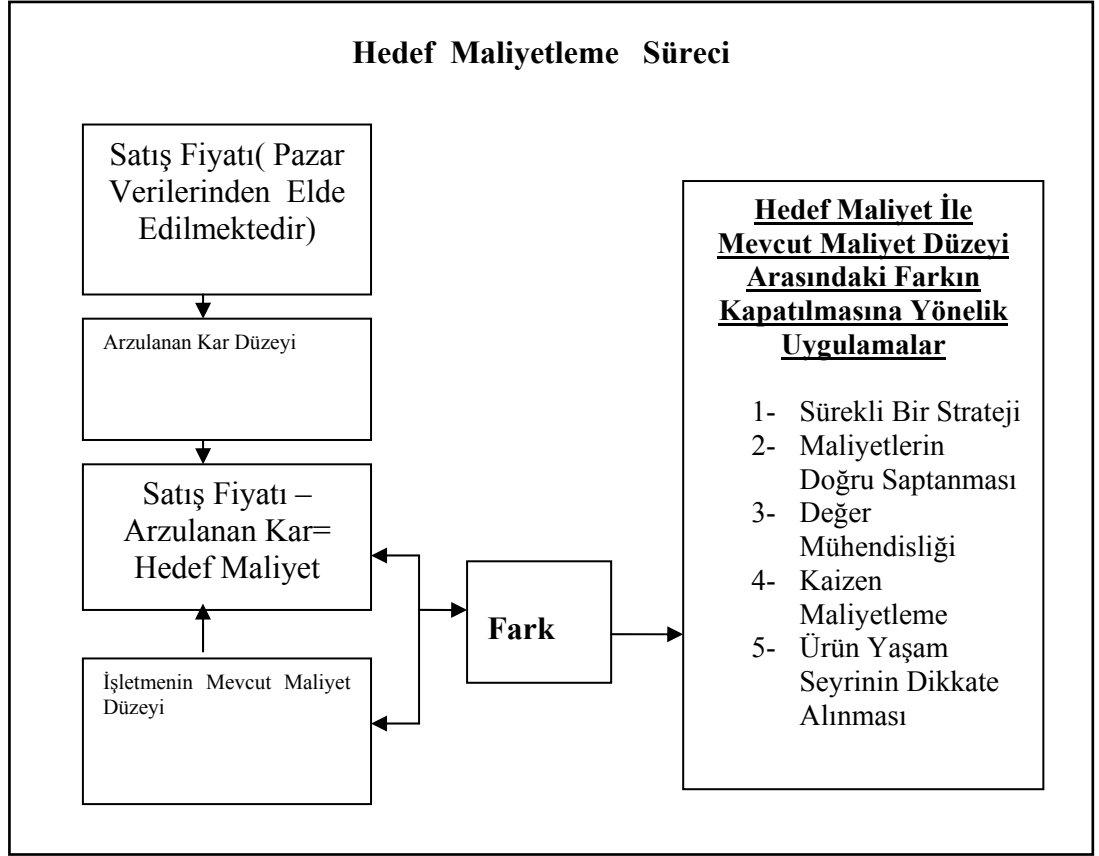 Hedef Maliyetleme Süreci
Satış Fiyatı( Pazar
Verilerinden Elde
Edilmektedir)
Arzulanan Kar Düzeyi
Satış Fiyatı –
Arzulanan Kar=
Hedef Maliyet
İşletmenin Mevcut Maliyet
Düzeyi
Fark
Hedef Maliyet İle
Mevcut Maliyet Düzeyi
Arasındaki Farkın
Kapatılmasına Yönelik
Uygulamalar
1- Sürekli Bir Strateji
2- Maliyetlerin
Doğru Saptanması
3- Değer
Mühendisliği
4- Kaizen
Maliyetleme
5- Ürün Yaşam
Seyrinin Dikkate
Alınması